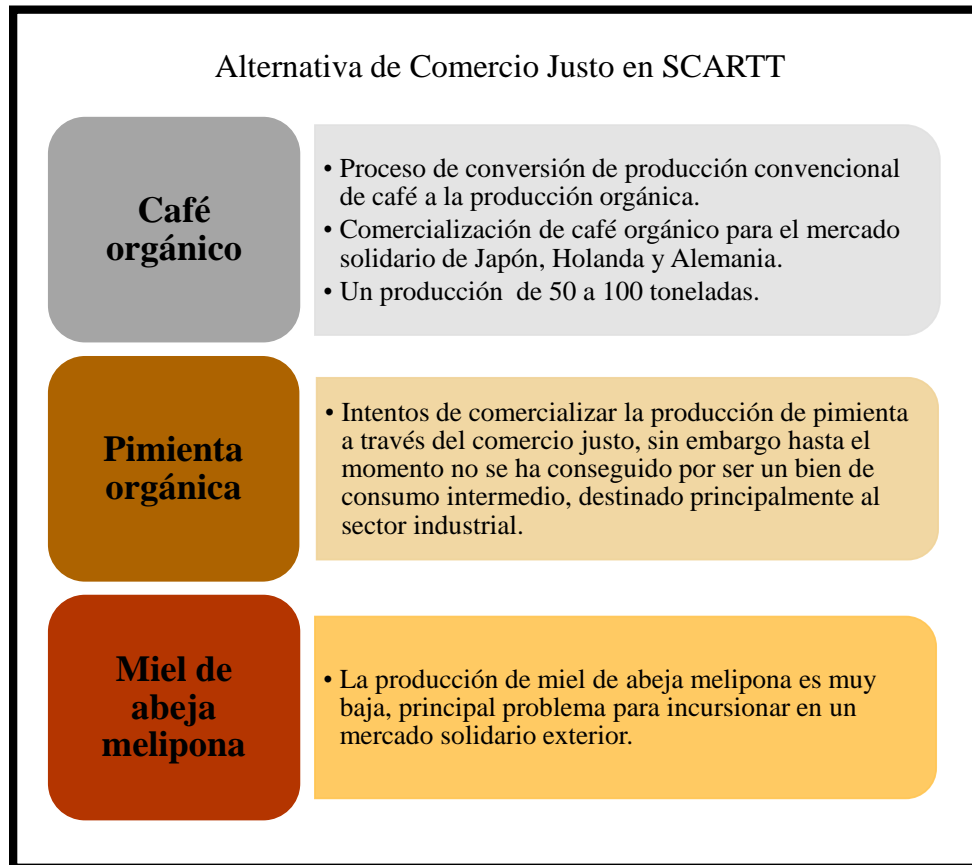 Alternativa de Comercio Justo en SCARTT
Café
orgánico
• Proceso de conversión de producción convencional
de café a la producción orgánica.
• Comercialización de café orgánico para el mercado
solidario de Japón, Holanda y Alemania.
• Un producción  de 50 a 100 toneladas.
Pimienta
orgánica
• Intentos de comercializar la producción de pimienta
a través del comercio justo, sin embargo hasta el
momento no se ha conseguido por ser un bien de
consumo intermedio, destinado principalmente al
sector industrial.
Miel de
abeja
melipona
• La producción de miel de abeja melipona es muy
baja, principal problema para incursionar en un
mercado solidario exterior.